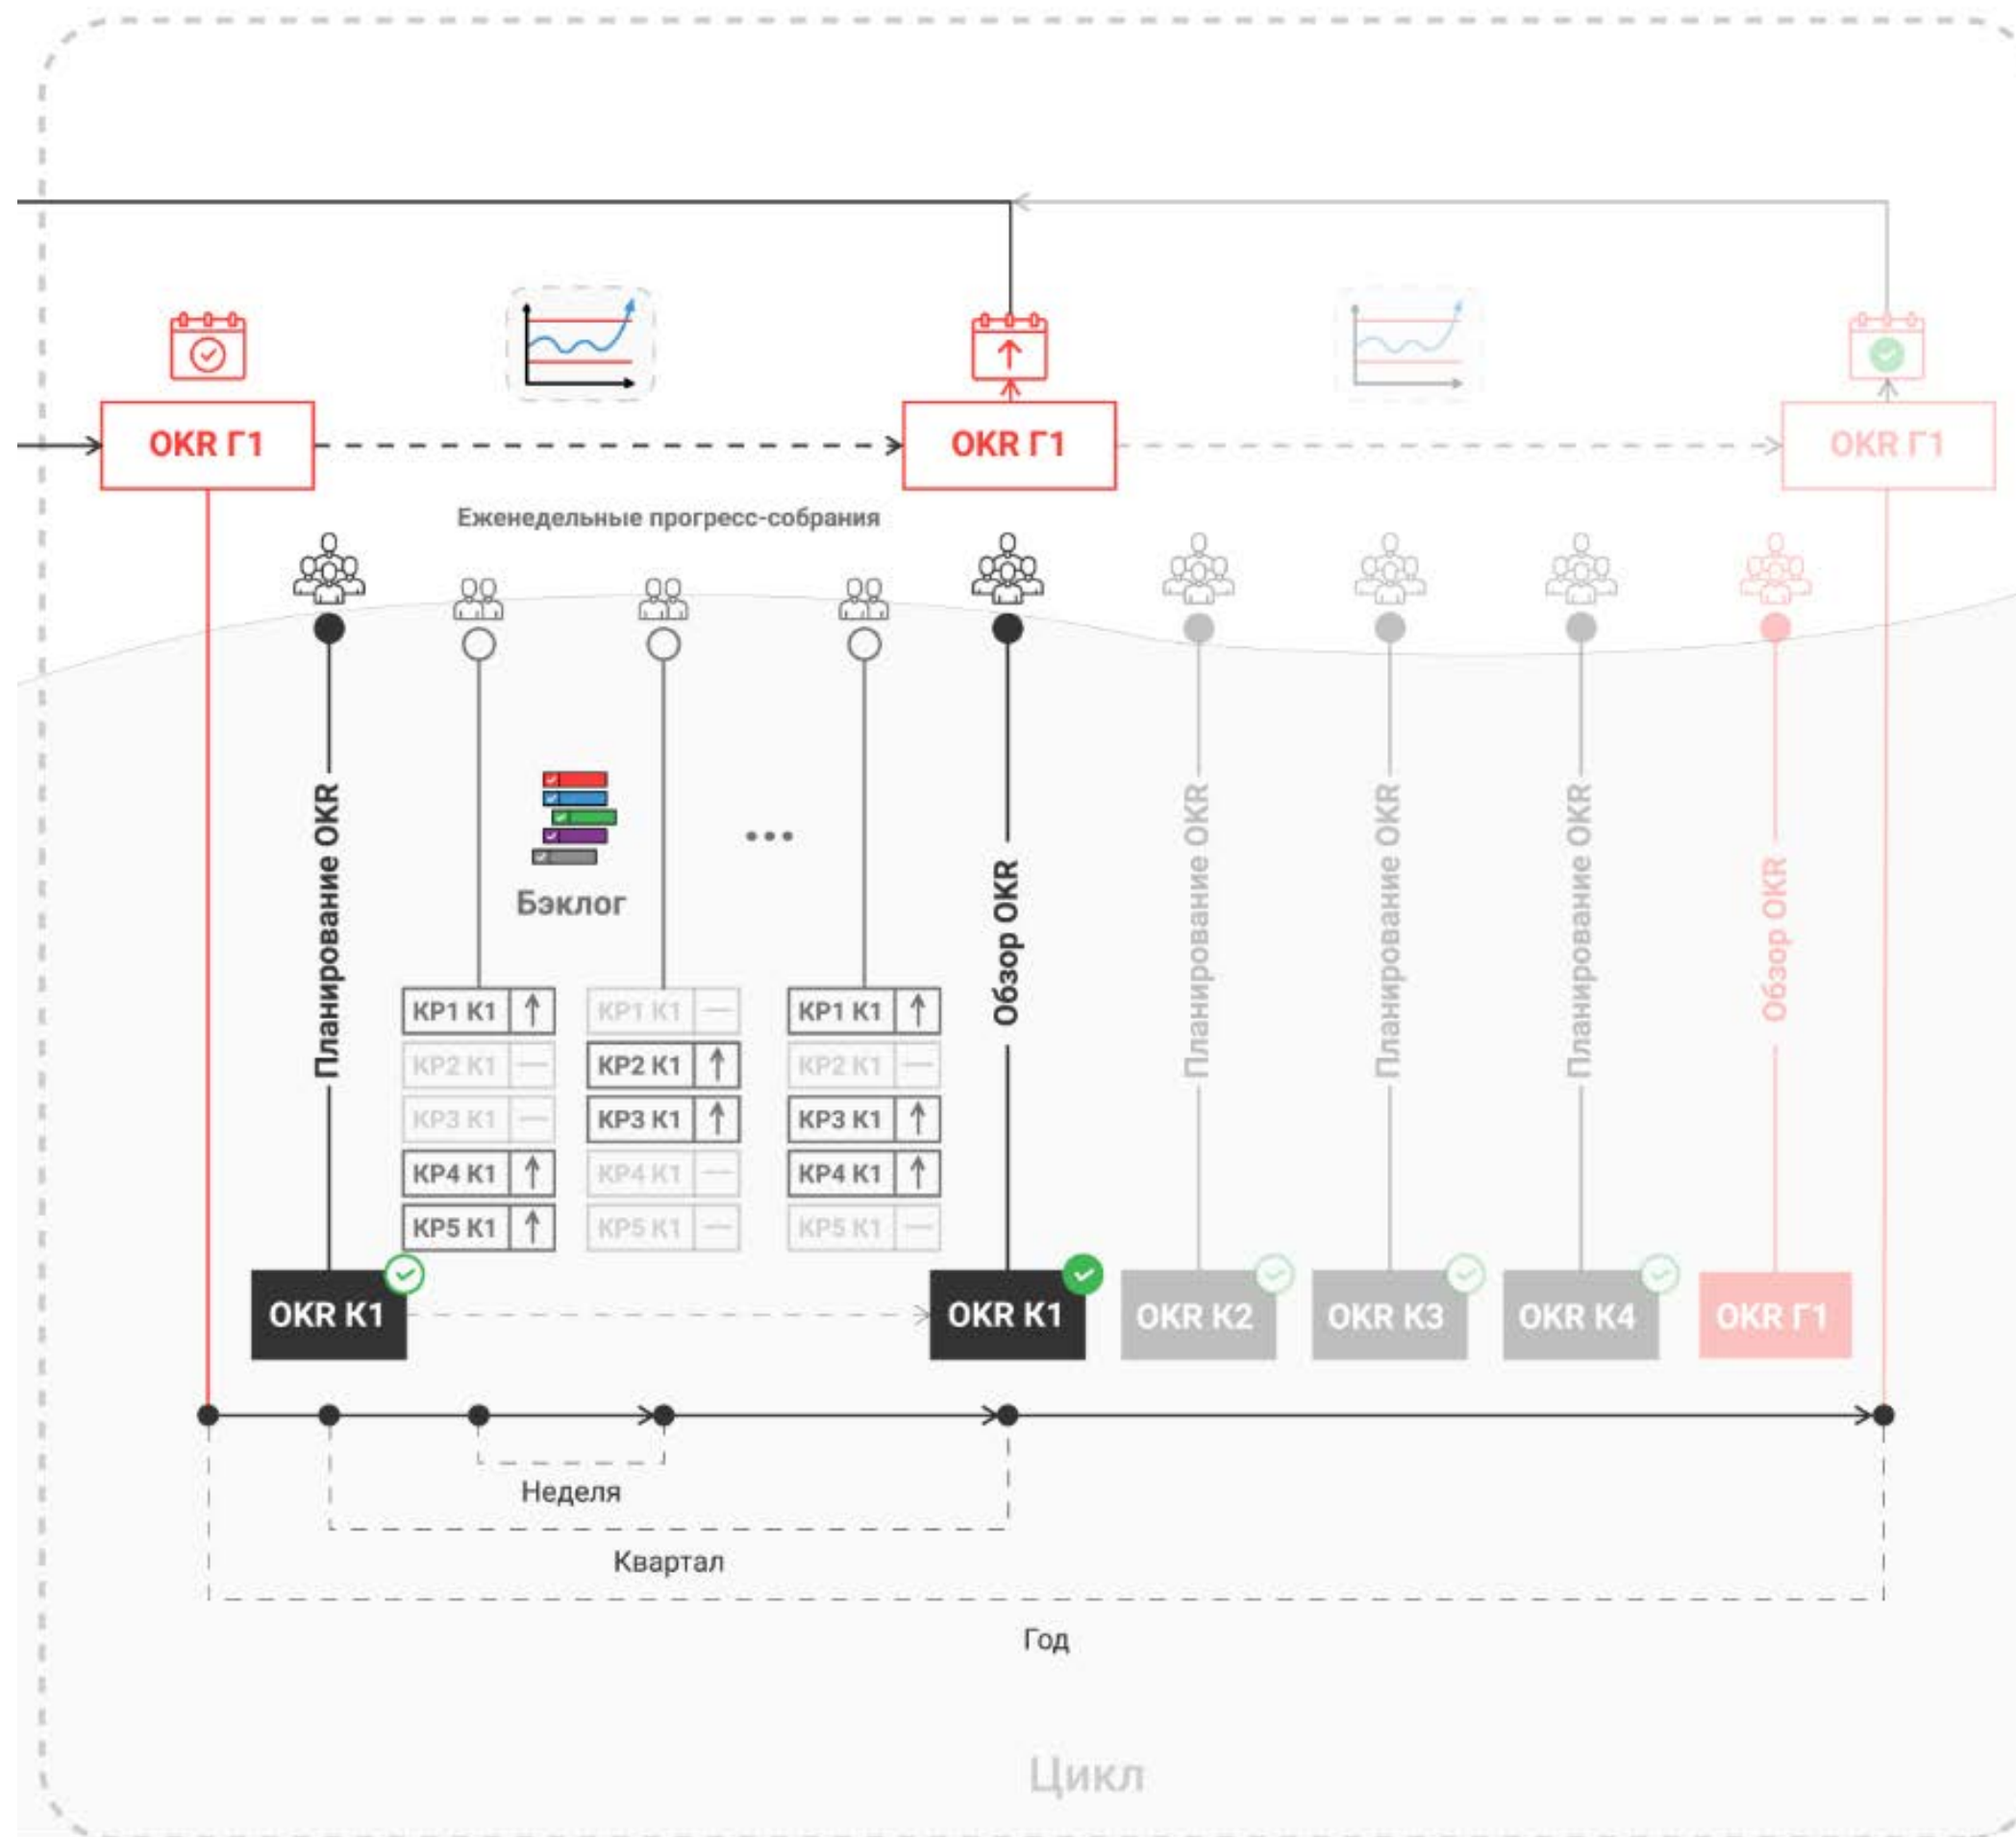 OKR Г1
OKR Г1
OKR Г1
Еженедельные прогресс-собрания
Планирование OKR
Бэклог
...
Обзор OKR
Планирование OKR
Планирование OKR
Планирование OKR
Обзор OKR
КР1 К1
КР2 К1
КР3 К1
КР4 К1
КР5 К1
КР1 К1
КР2 К1
КР3 К1
КР4 К1
КР5 К1
КР1 К1
КР2 К1
КР3 К1
КР4 К1
КР5 К1
OKR К1
OKR К1
OKR К2
OKR К3
OKR К4
OKR Г1
Неделя
Квартал
Год
Цикл